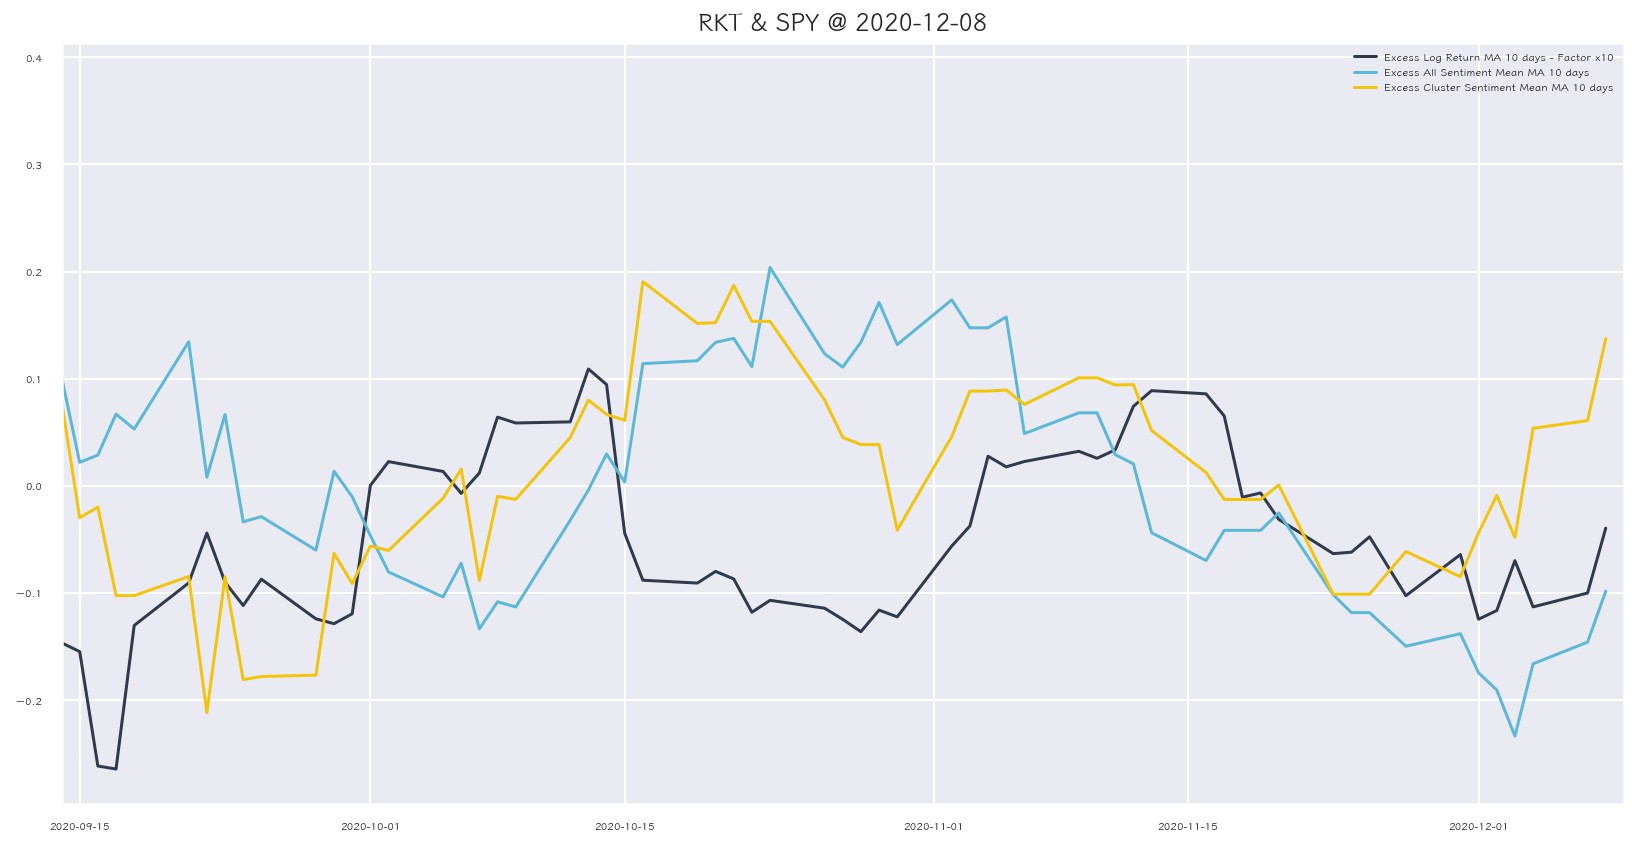 RKT & SPY @ 2020-12-08
Excess Log Return MA 10 days - Factor x10
Excess All Sentiment Mean MA 10 days
Excess Cluster Sentiment Mean MA 10 days
0.4
0.3
0.2
0.1
0.0
−0.1
−0.2
2020-09-15 2020-10-01 2020-10-15 2020-11-01 2020-11-15 2020-12-01